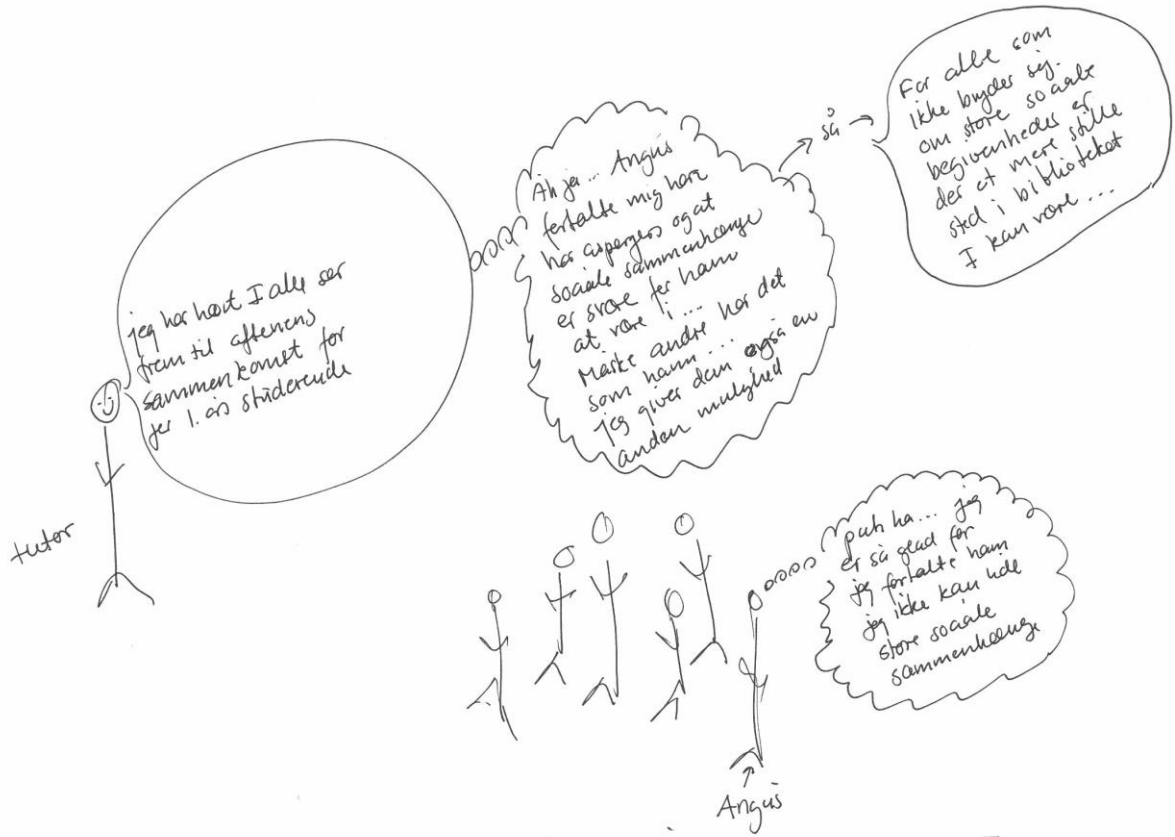 jeg har hørt I alle ser
frem til aftenens
sammenkomst for
jer 1. års studerende
tutor
Åh ja... Angus
fortalte mig han
har aspergers og at
sociale sammenhænge
er svære for ham
at være i...
Måske andre har det
som ham...
jeg giver dem også en
anden mulighed
så
For alle som
ikke bryder sig
om store sociale
begivenheder er
der et mere stille
sted i biblioteket
I kan være...
puh ha... jeg
er så glad for
jeg fortalte ham
jeg ikke kan lide
store sociale
sammenhænge
Angus